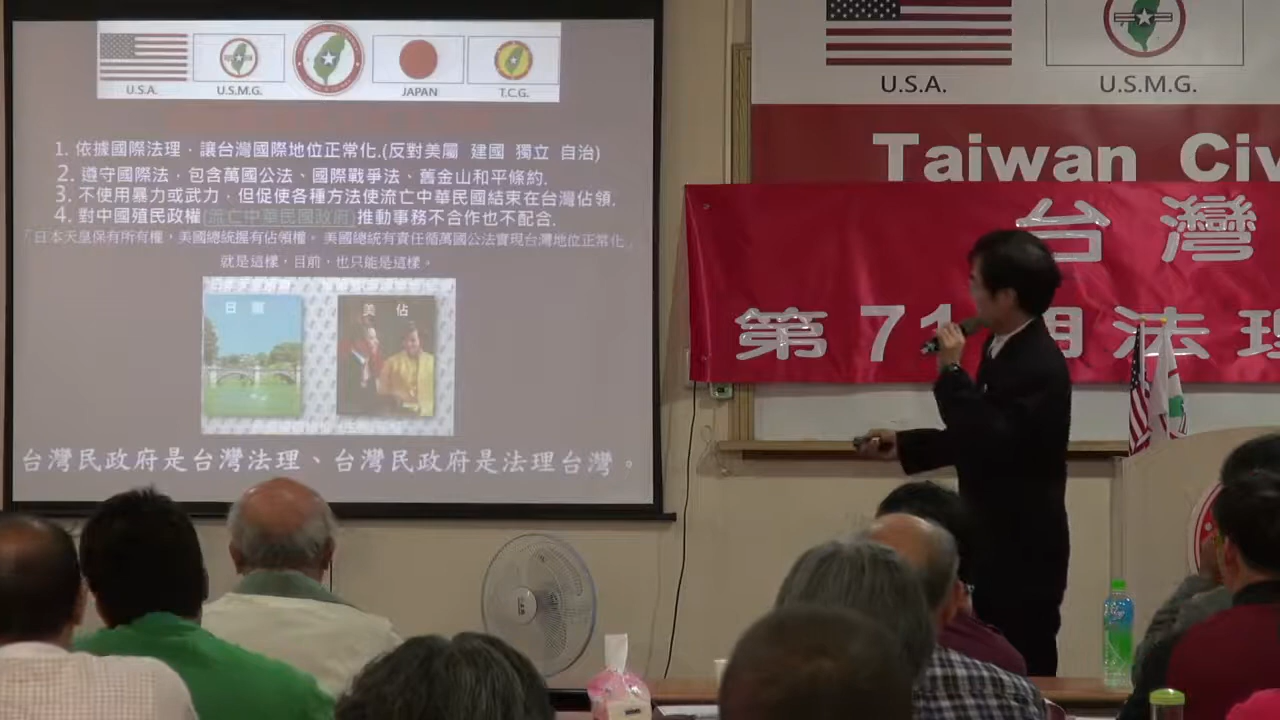 U.S.A.
U.S.M.G.
JAPAN
T.C.G.
1. 依據國際法理，讓台灣國際地位正常化.(反對美屬 建國 獨立 自治)
2. 遵守國際法，包含萬國公法、國際戰爭法、舊金山和平條約.
3. 不使用暴力或武力，但促使各種方法使流亡中華民國結束在台灣佔領.
4. 對中國殖民政權(流亡中華民國政府)推動事務不合作也不配合.
「日本天皇保有所有權，美國總統握有佔領權。美國總統有責任循萬國公法實現台灣地位正常化」
就是這樣，目前，也只能是這樣。
日屬 美佔
台灣民政府是台灣法理、台灣民政府是法理台灣。
U.S.A.
U.S.M.G.
Taiwan Civ
台灣
第71期法理